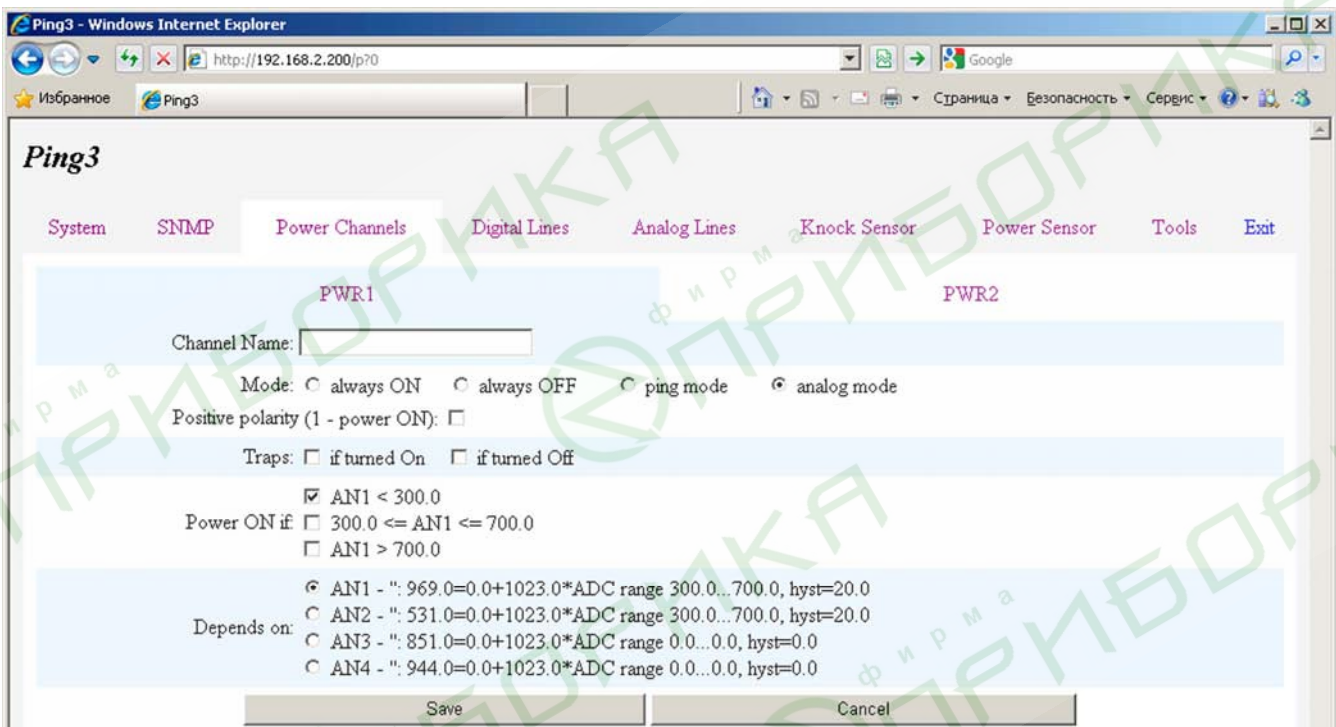 Ping3 - Windows Internet Explorer
http://192.168.2.200/p?0
Google
Избранное
Ping3
Страница
Безопасность
Сервис
Ping3
System SNMP Power Channels Digital Lines Analog Lines Knock Sensor Power Sensor Tools Exit
PWR1 PWR2
Channel Name:
Mode: always ON always OFF ping mode analog mode
Positive polarity (1 - power ON):
Traps: if turned On if turned Off
AN1 < 300.0
Power ON if: 300.0 <= AN1 <= 700.0
AN1 > 700.0
AN1 - '': 969.0=0.0+1023.0*ADC range 300.0...700.0, hyst=20.0
AN2 - '': 531.0=0.0+1023.0*ADC range 300.0...700.0, hyst=20.0
Depends on:
AN3 - '': 851.0=0.0+1023.0*ADC range 0.0...0.0, hyst=0.0
AN4 - '': 944.0=0.0+1023.0*ADC range 0.0...0.0, hyst=0.0
Save Cancel
фирма
ПРИБОРИКА